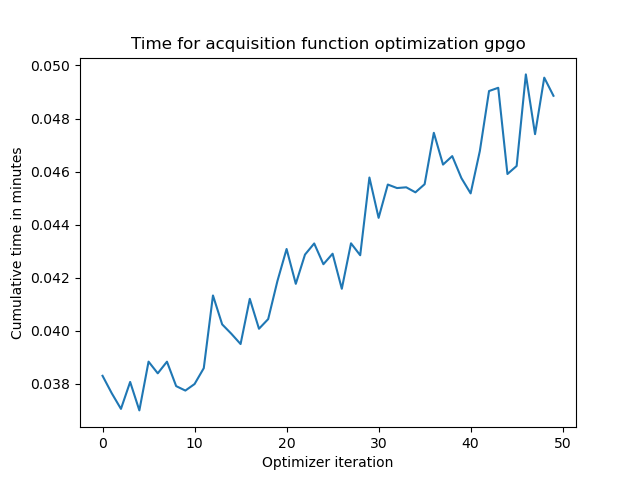 Time for acquisition function optimization gpgo
0.050
0.048
0.046
0.044
0.042
0.040
0.038
Cumulative time in minutes
0 10 20 30 40 50
Optimizer iteration